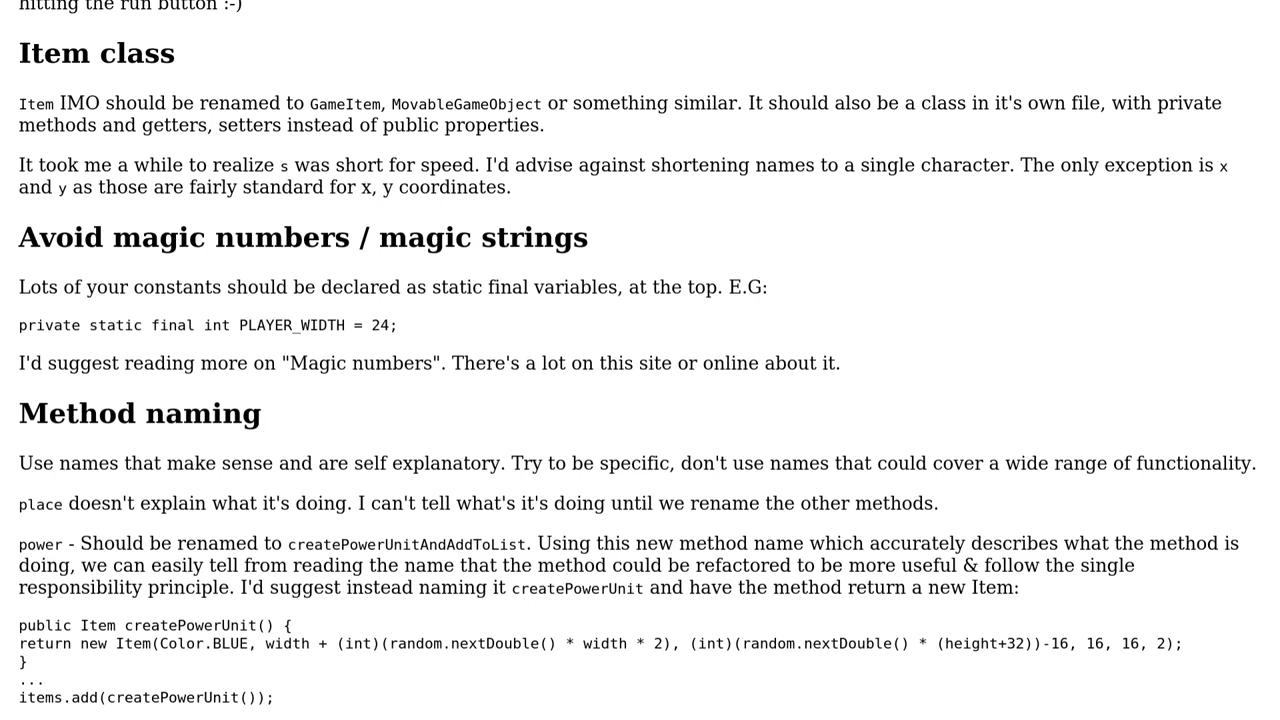 hitting the run button :-)
Item class
Item IMO should be renamed to GameItem, MovableGameObject or something similar. It should also be a class in it's own file, with private
methods and getters, setters instead of public properties.
It took me a while to realize s was short for speed. I'd advise against shortening names to a single character. The only exception is x
and y as those are fairly standard for x, y coordinates.
Avoid magic numbers / magic strings
Lots of your constants should be declared as static final variables, at the top. E.G:
private static final int PLAYER_WIDTH = 24;
I'd suggest reading more on "Magic numbers". There's a lot on this site or online about it.
Method naming
Use names that make sense and are self explanatory. Try to be specific, don't use names that could cover a wide range of functionality.
place doesn't explain what it's doing. I can't tell what's it's doing until we rename the other methods.
power - Should be renamed to createPowerUnitAndAddToList. Using this new method name which accurately describes what the method is
doing, we can easily tell from reading the name that the method could be refactored to be more useful & follow the single
responsibility principle. I'd suggest instead naming it createPowerUnit and have the method return a new Item:
public Item createPowerUnit() {
return new Item(Color.BLUE, width + (int)(random.nextDouble() * width * 2), (int)(random.nextDouble() * (height+32))-16, 16, 16, 2);
}
...
items.add(createPowerUnit());